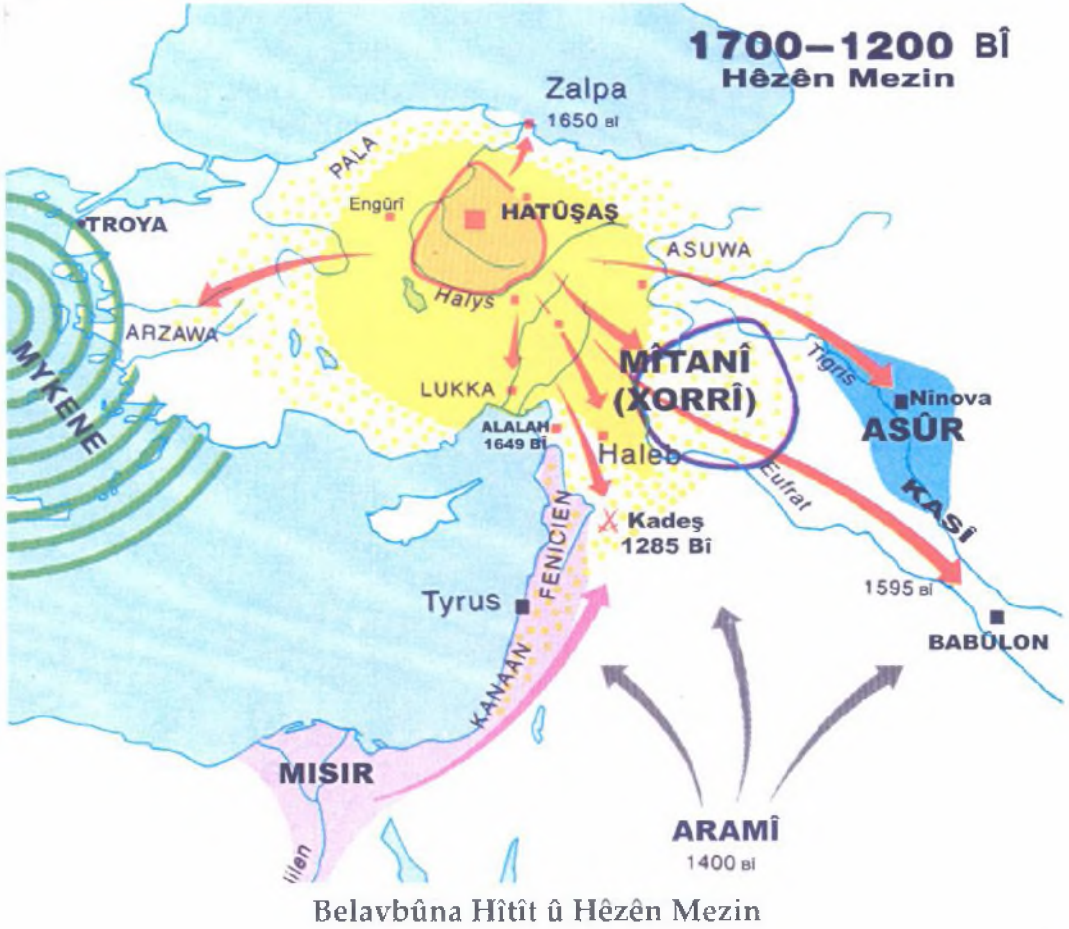 1700–1200 BÎ
Hêzên Mezin
Zalpa
1650 BÎ
PALA
Engûrî
HATÛŞAŞ
TROYA
ASUWA
Halys
ARZAWA
MYKENE
MÎTANÎ
(XORRÎ)
Tigris
Ninova
ASÛR
LUKKA
ALALAH
1649 BÎ
Haleb
Eufrat
KASÎ
Kadeş
1285 Bî
FENICIEN
1595 BÎ
Tyrus
BABÛLON
KANAAN
MISIR
ARAMÎ
1400 BÎ
Belavbûna Hîtît û Hêzên Mezin